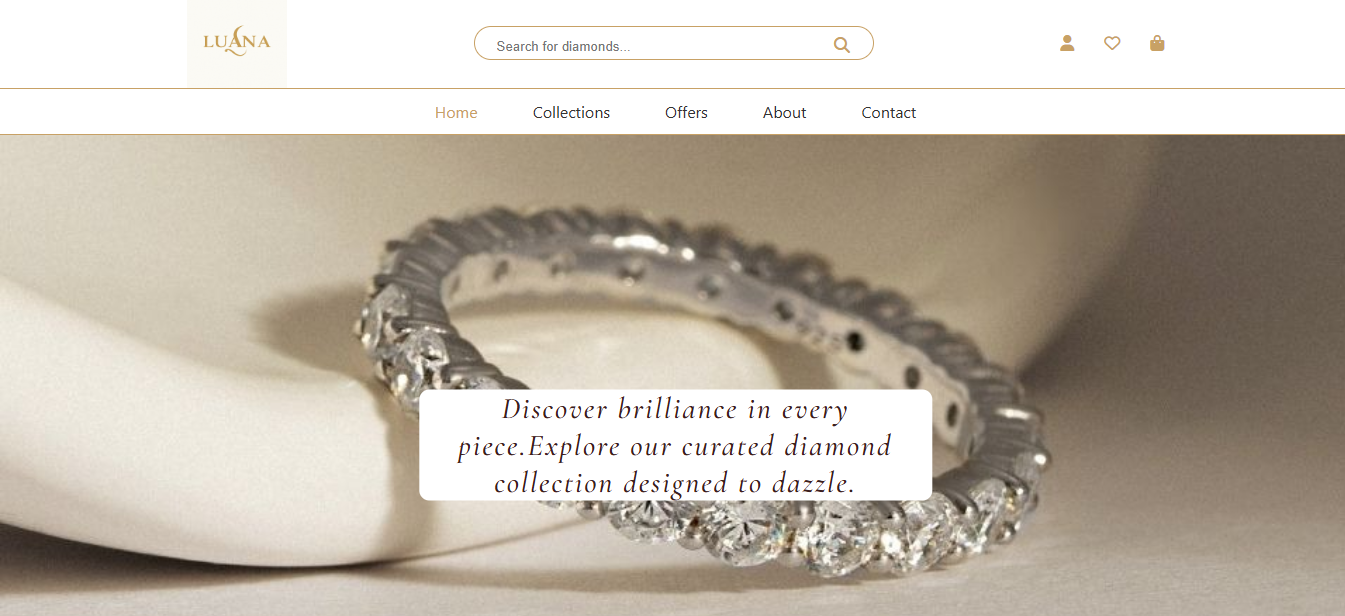 LUANA
Search for diamonds...
Home Collections Offers About Contact
Discover brilliance in every
piece.Explore our curated diamond
collection designed to dazzle.